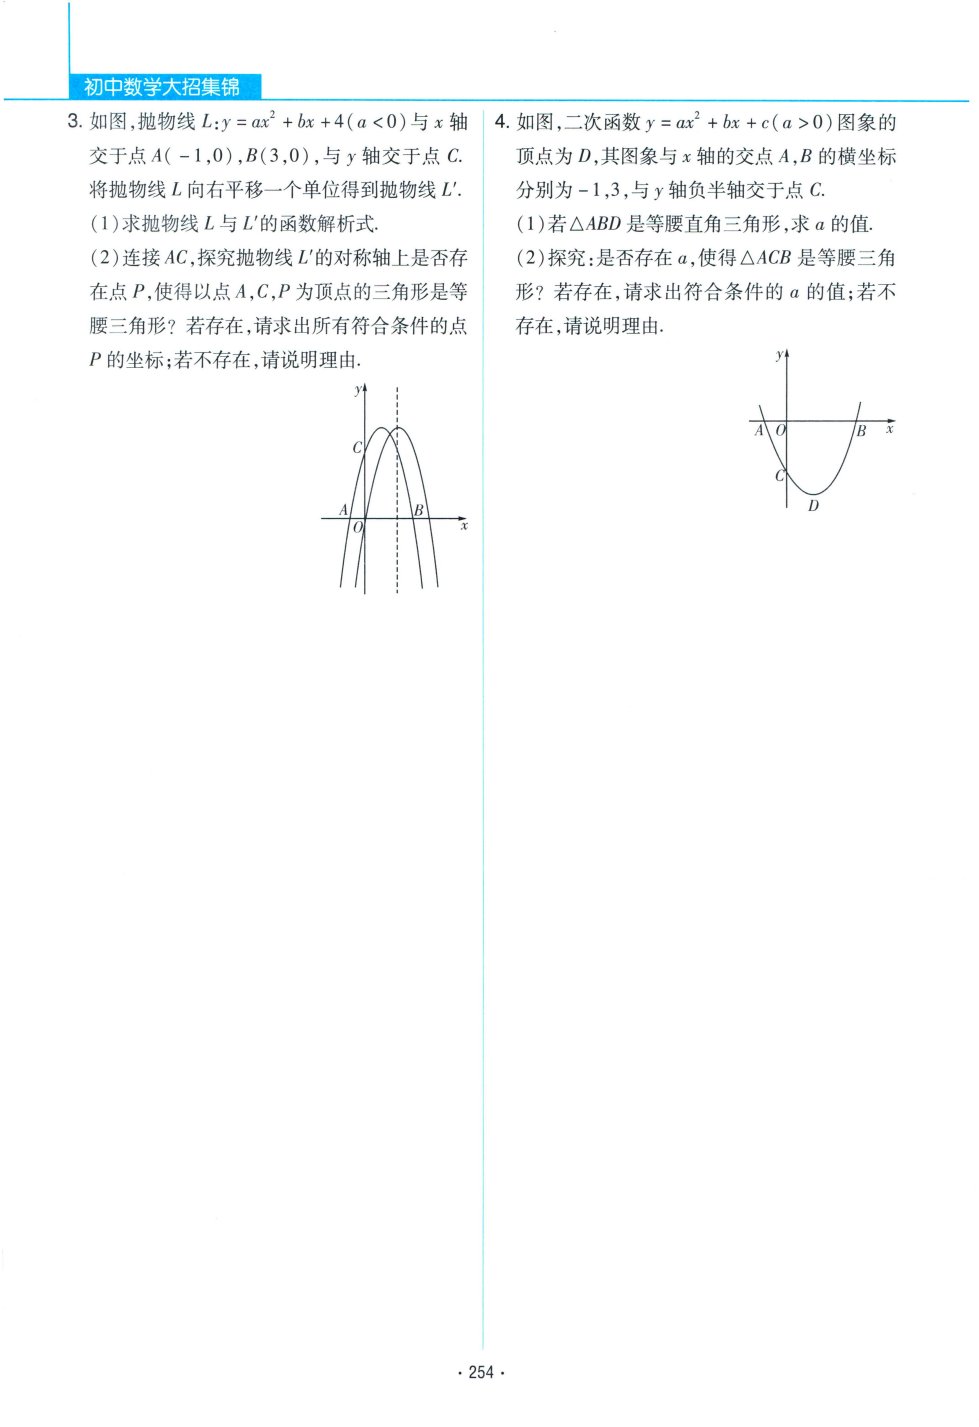 初中数学大招集锦
3. 如图,抛物线 L:y = ax² + bx + 4(a < 0)与 x 轴
交于点 A( - 1,0),B(3,0),与 y 轴交于点 C.
将抛物线 L 向右平移一个单位得到抛物线 L′.
(1)求抛物线 L 与 L′的函数解析式.
(2)连接 AC,探究抛物线 L′的对称轴上是否存
在点 P,使得以点 A,C,P 为顶点的三角形是等
腰三角形? 若存在,请求出所有符合条件的点
P 的坐标;若不存在,请说明理由.
y
C
A
B
O
x
4. 如图,二次函数 y = ax² + bx + c(a > 0)图象的
顶点为 D,其图象与 x 轴的交点 A,B 的横坐标
分别为 - 1,3,与 y 轴负半轴交于点 C.
(1)若△ABD 是等腰直角三角形,求 a 的值.
(2)探究:是否存在 a,使得△ACB 是等腰三角
形? 若存在,请求出符合条件的 a 的值;若不
存在,请说明理由.
y
A O B x
C
D
· 254 ·